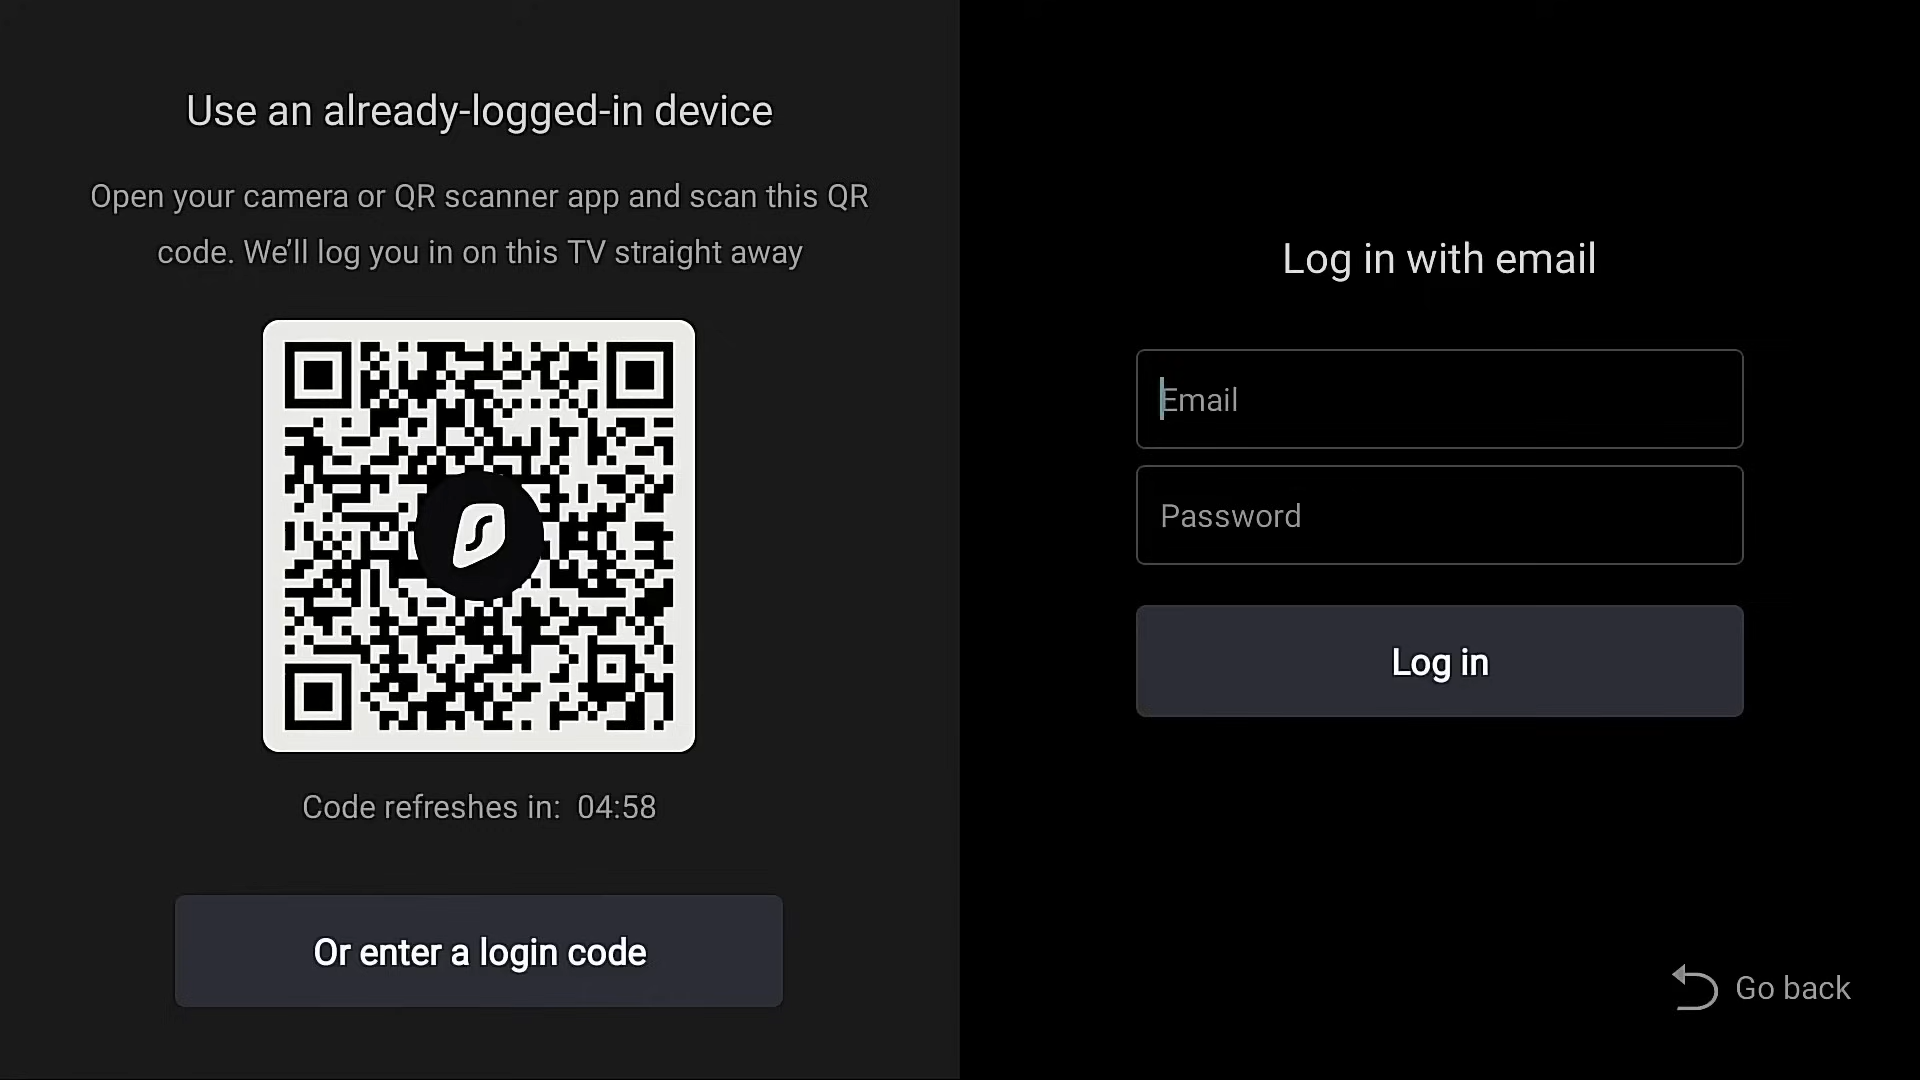 Use an already-logged-in device
Open your camera or QR scanner app and scan this QR
code. We’ll log you in on this TV straight away
Code refreshes in: 04:58
Or enter a login code
Log in with email
Email
Password
Log in
Go back